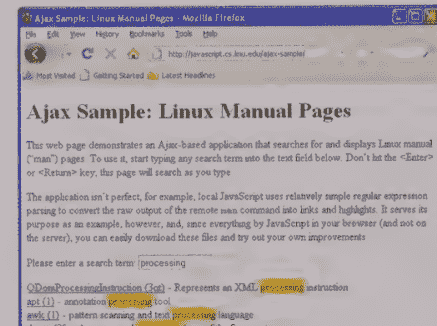 Ajax Sample: Linux Manual Pages - Mozilla Firefox
File Edit View History Bookmarks Tools Help
http://javascript.cs.lmu.edu/ajax-sample/
Most Visited Getting Started Latest Headlines
Ajax Sample: Linux Manual Pages
This web page demonstrates an Ajax-based application that searches for and displays Linux manual
("man") pages. To use it, start typing any search term into the text field below. Don't hit the <Enter>
or <Return> key, this page will search as you type
The application isn't perfect, for example, local JavaScript uses relatively simple regular expression
parsing to convert the raw output of the remote man command into links and highlights. It serves its
purpose as an example, however, and, since everything by JavaScript in your browser (and not on
the server), you can easily download these files and try out your own improvements
Please enter a search term: processing
QDomProcessingInstruction (3qt) - Represents an XML processing instruction
apt (1) - annotation processing tool
awk (1) - pattern scanning and text processing language